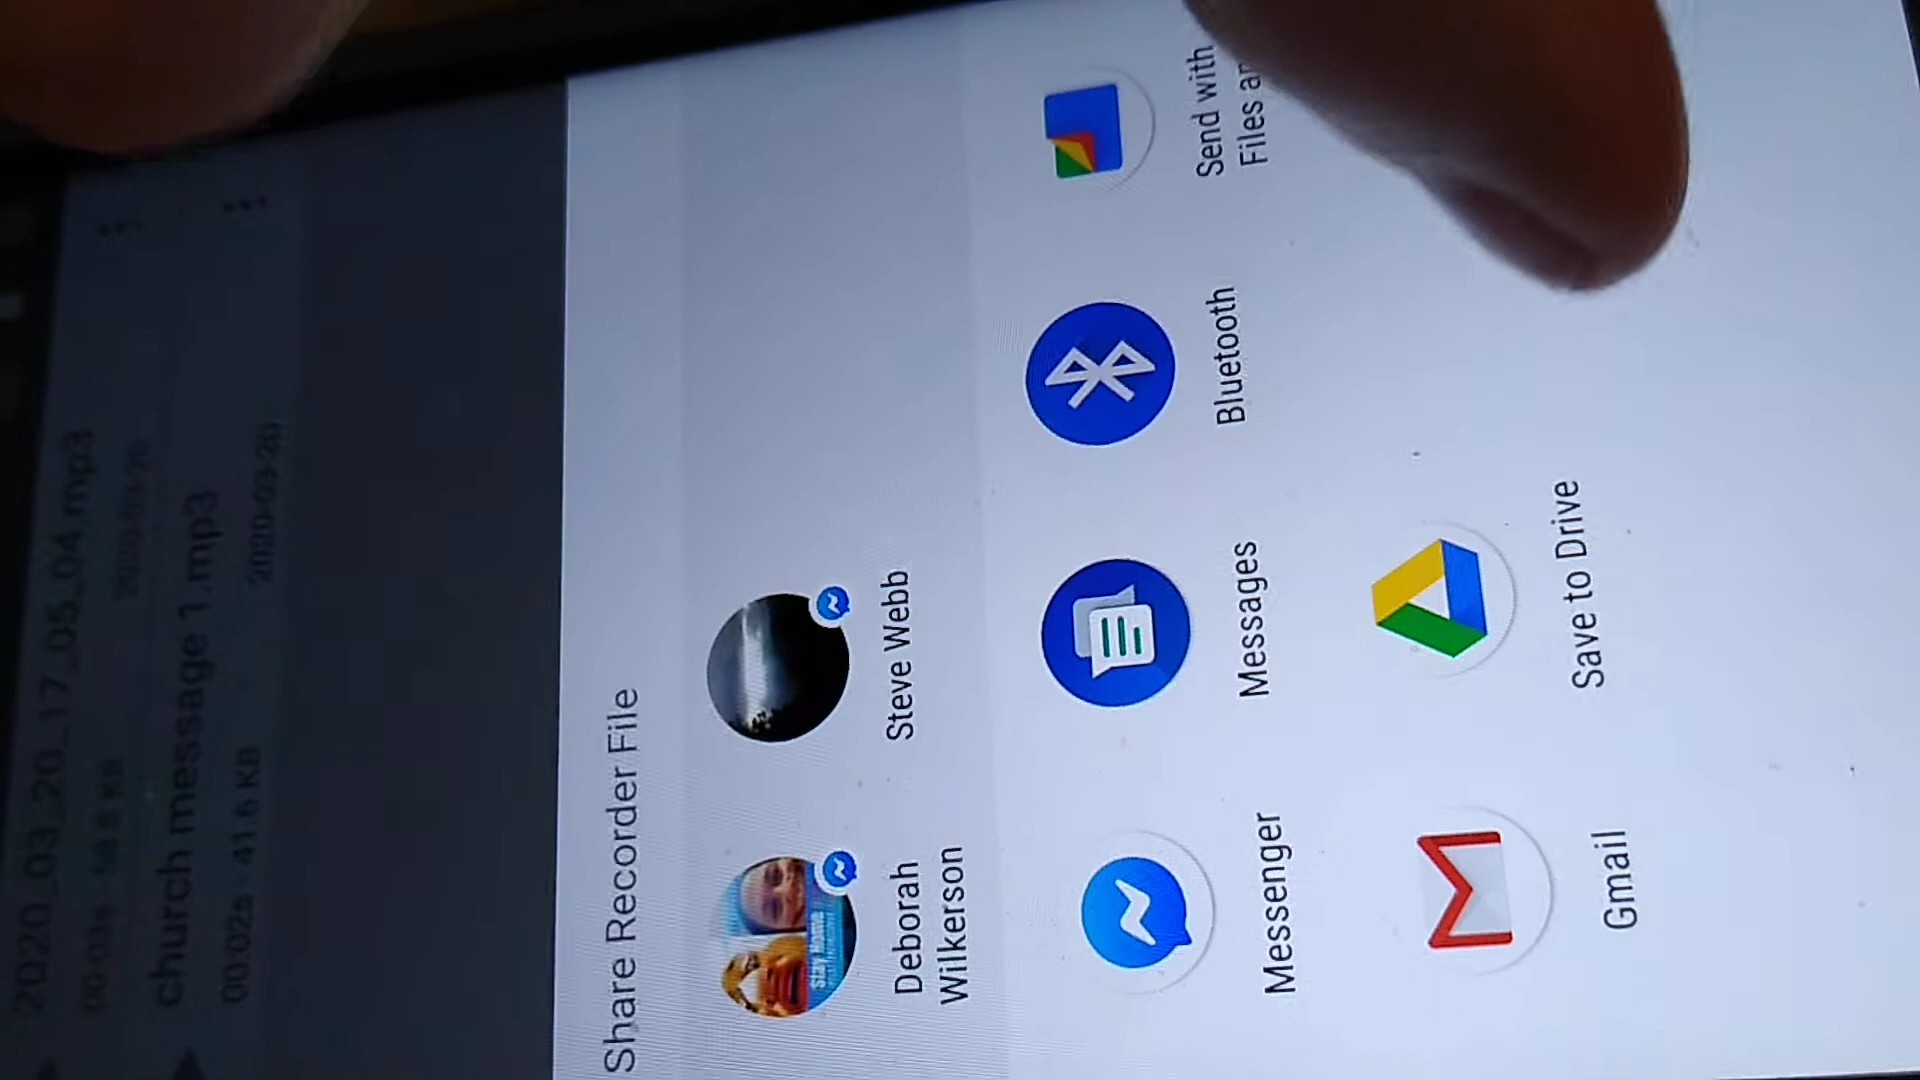 2020_03_20_17_05_04.mp3
00:03s · 58.8 KB
2020-03-20
church message 1.mp3
00:02s · 41.6 KB
2020-03-20
Share Recorder File
Stay Home
Deborah
Wilkerson
Steve Webb
Messenger
Messages
Bluetooth
Send with
Files
Gmail
Save to Drive